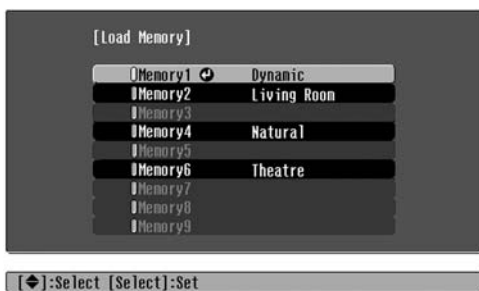 [Load Memory]
Memory1 Dynamic
Memory2 Living Room
Memory3
Memory4 Natural
Memory5
Memory6 Theatre
Memory7
Memory8
Memory9
[◆]:Select [Select]:Set